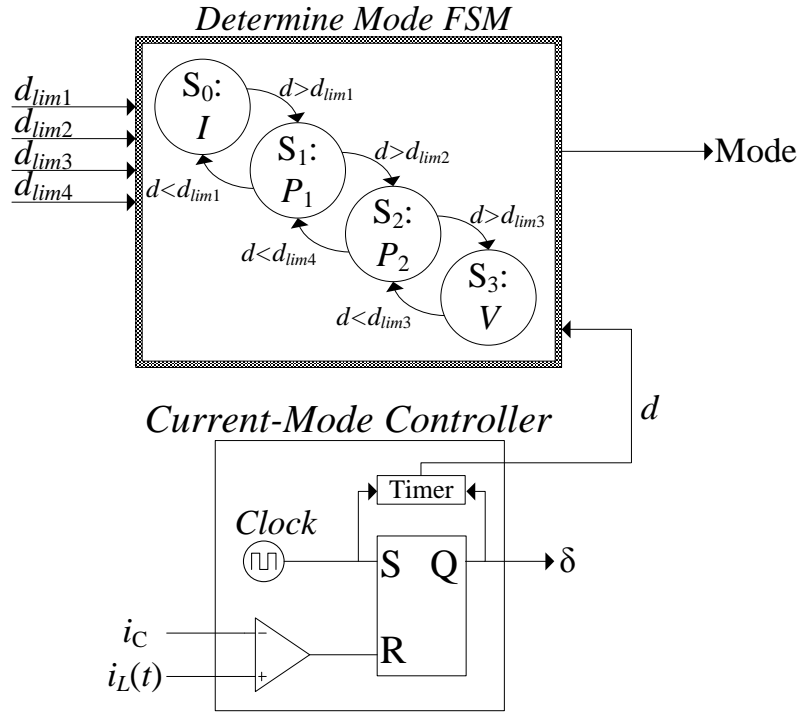 Determine Mode FSM
d_lim1
d_lim2
d_lim3
d_lim4
S₀:
I
d>d_lim1
S₁:
P₁
d<d_lim1
d>d_lim2
S₂:
P₂
d<d_lim4
d>d_lim3
S₃:
V
d<d_lim3
Mode
d
Current-Mode Controller
Timer
Clock
S Q
R
δ
i_C
−
i_L(t)
+